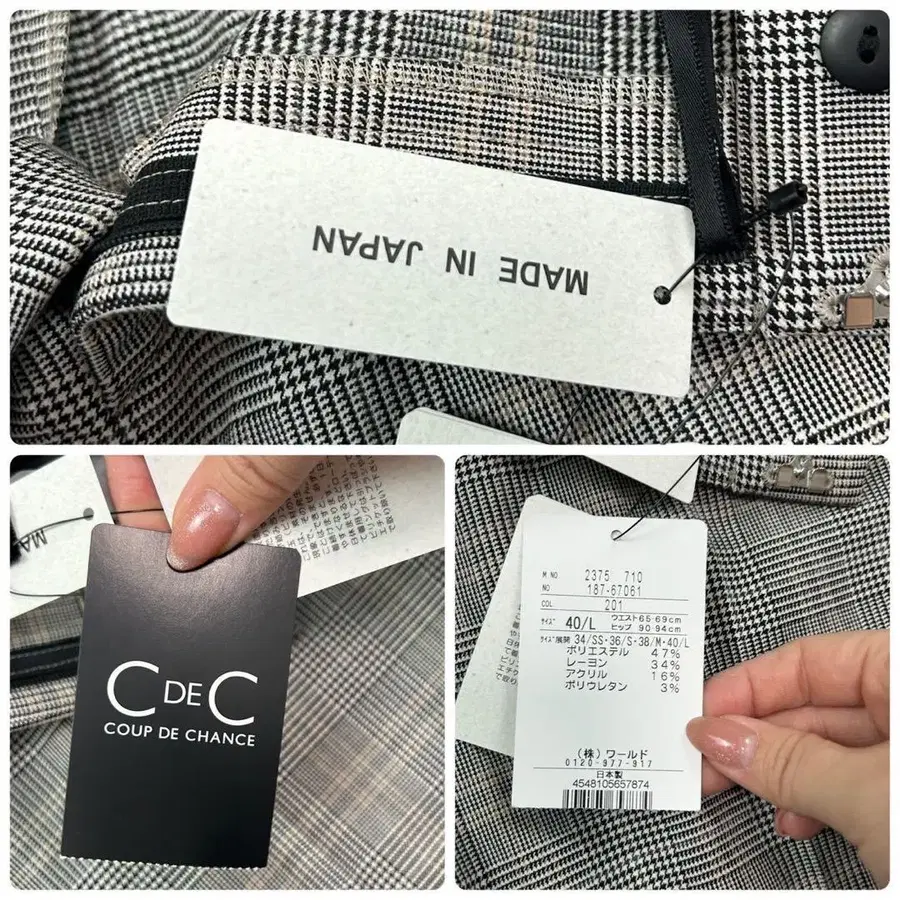 MADE IN JAPAN
MA
C DE C
COUP DE CHANCE
M.NO 2375 710
NO 187-67061
COL. 201
サイズ 40/L ウエスト65-69cm
ヒップ 90-94cm
サイズ展開 34/SS・36/S・38/M・40/L
ポリエステル 47%
レーヨン 34%
アクリル 16%
ポリウレタン 3%
(株)ワールド
0120-977-917
日本製
4548105657874